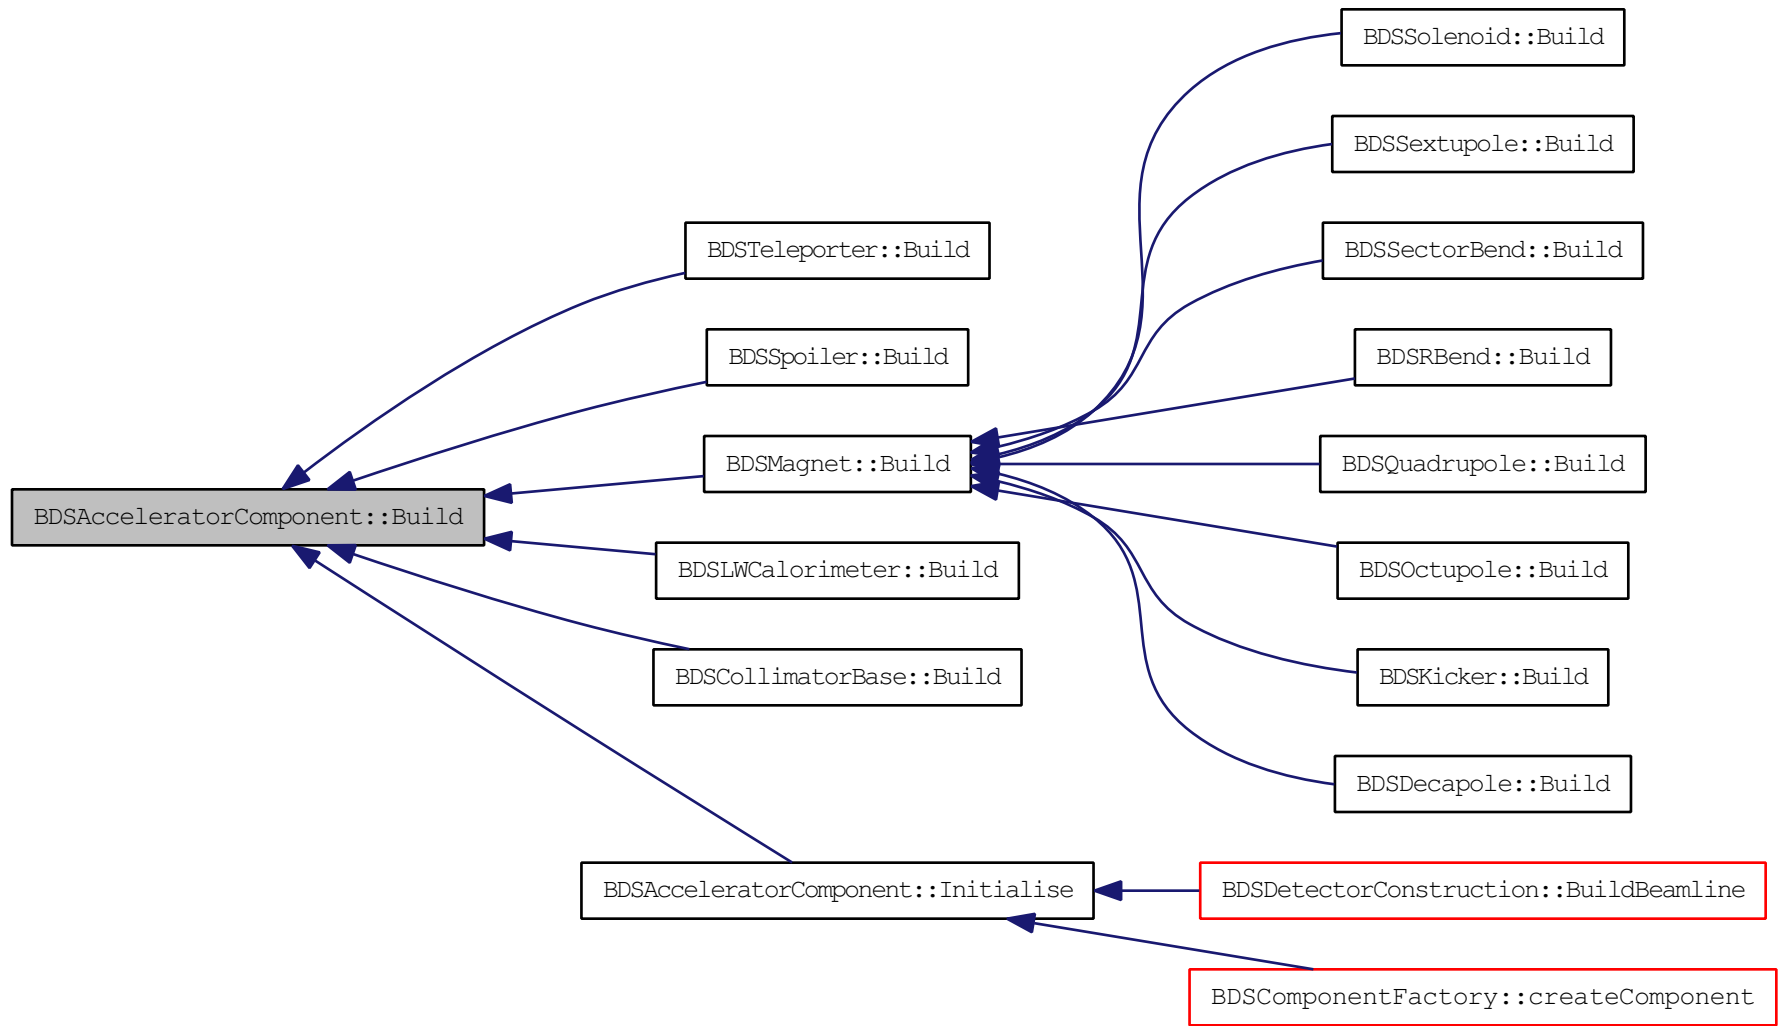 BDSSolenoid::Build
BDSSextupole::Build
BDSTeleporter::Build
BDSSectorBend::Build
BDSSpoiler::Build
BDSRBend::Build
BDSMagnet::Build
BDSQuadrupole::Build
BDSAcceleratorComponent::Build
BDSLWCalorimeter::Build
BDSOctupole::Build
BDSCollimatorBase::Build
BDSKicker::Build
BDSDecapole::Build
BDSAcceleratorComponent::Initialise
BDSDetectorConstruction::BuildBeamline
BDSComponentFactory::createComponent